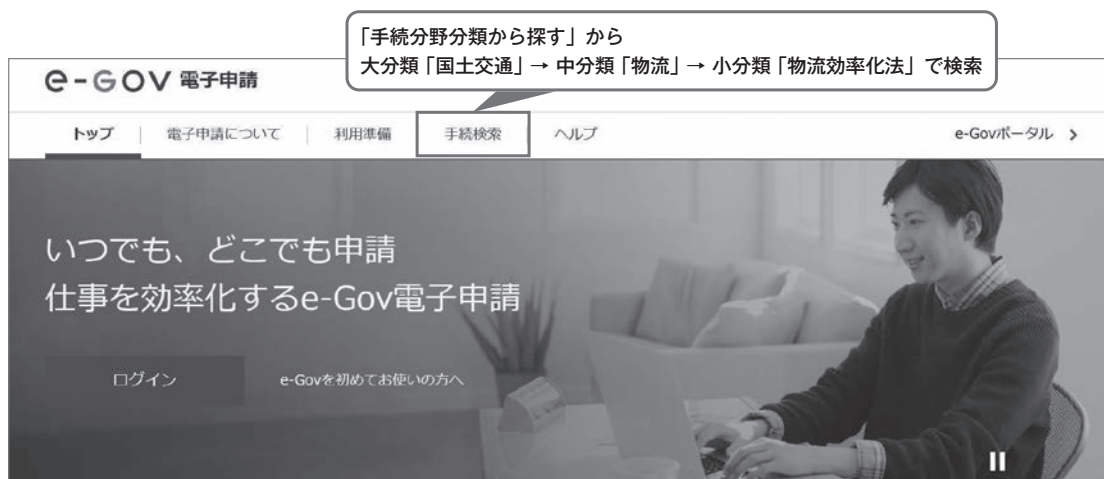 「手続分野分類から探す」から
大分類「国土交通」→ 中分類「物流」→ 小分類「物流効率化法」で検索
e-GOV 電子申請
トップ 電子申請について 利用準備 手続検索 ヘルプ e-Govポータル >
いつでも、どこでも申請
仕事を効率化するe-Gov電子申請
ログイン e-Govを初めてお使いの方へ